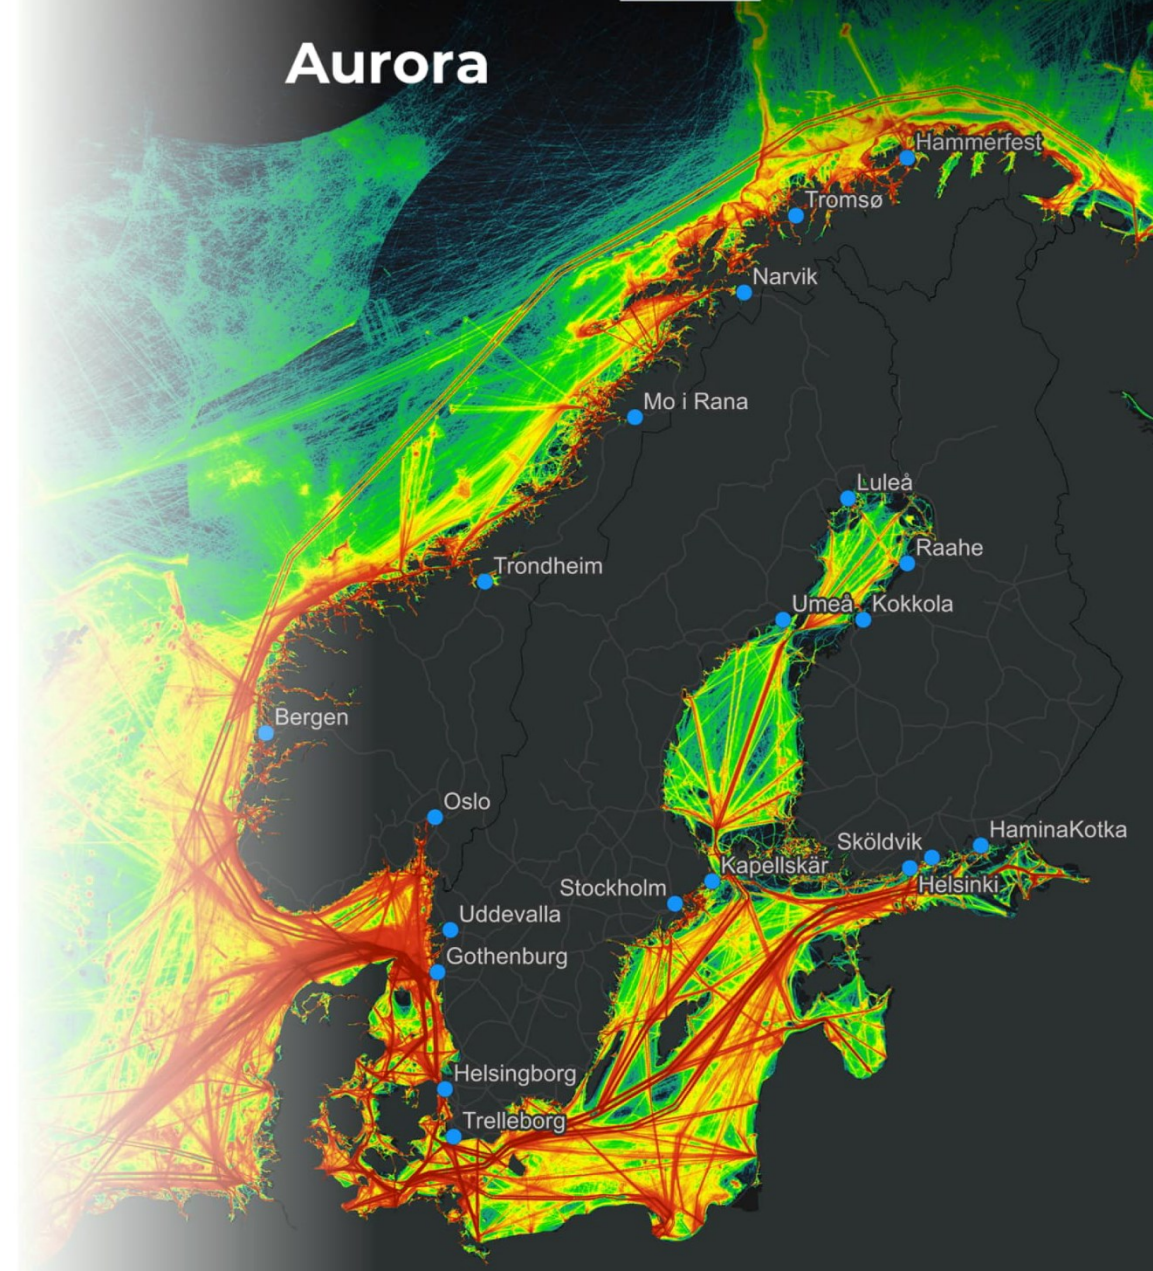 Aurora
Hammerfest
Tromsø
Narvik
Mo i Rana
Luleå
Raahe
Trondheim
Umeå
Kokkola
Bergen
Oslo
HaminaKotka
Sköldvik
Kapellskär
Helsinki
Stockholm
Uddevalla
Gothenburg
Helsingborg
Trelleborg